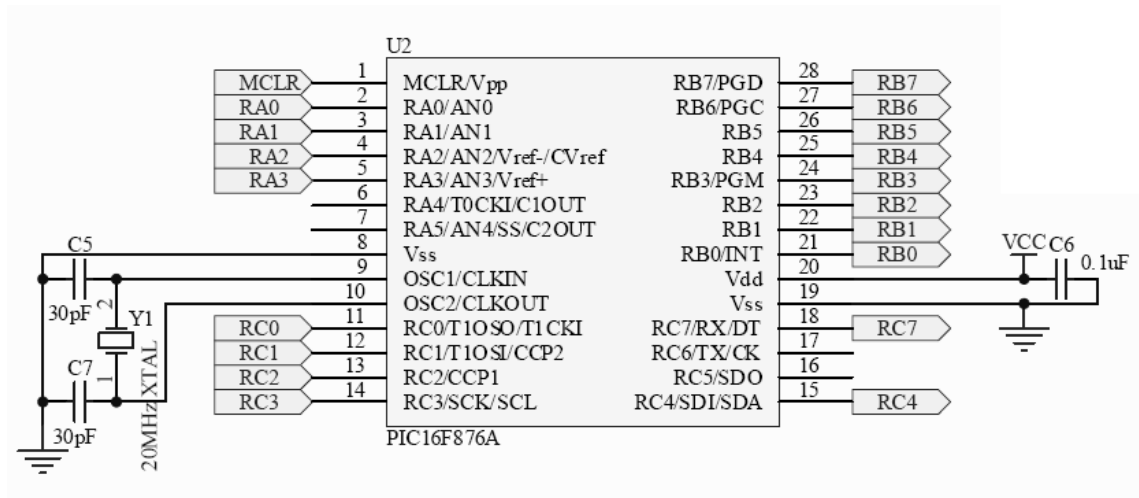 U2
MCLR 1 MCLR/Vpp RB7/PGD 28 RB7
RA0 2 RA0/AN0 RB6/PGC 27 RB6
RA1 3 RA1/AN1 RB5 26 RB5
RA2 4 RA2/AN2/Vref-/CVref RB4 25 RB4
RA3 5 RA3/AN3/Vref+ RB3/PGM 24 RB3
6 RA4/T0CKI/C1OUT RB2 23 RB2
7 RA5/AN4/SS/C2OUT RB1 22 RB1
C5 8 Vss RB0/INT 21 RB0 VCC C6
9 OSC1/CLKIN Vdd 20 0.1uF
30pF 2 10 OSC2/CLKOUT Vss 19
Y1 RC0 11 RC0/T1OSO/T1CKI RC7/RX/DT 18 RC7
RC1 12 RC1/T1OSI/CCP2 RC6/TX/CK 17
C7 1 RC2 13 RC2/CCP1 RC5/SDO 16
RC3 14 RC3/SCK/SCL RC4/SDI/SDA 15 RC4
30pF 20MHz XTAL PIC16F876A